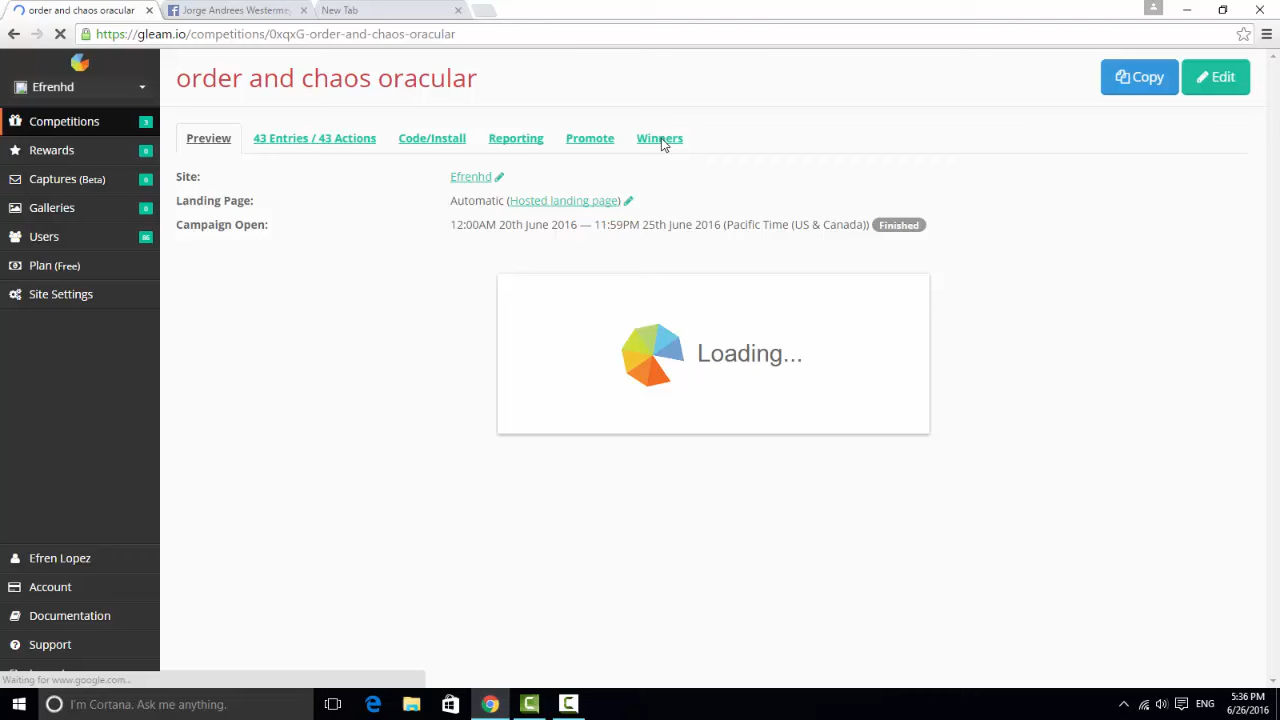 order and chaos oracular
Jorge Andrees Westerme
New Tab
https://gleam.io/competitions/0xqxG-order-and-chaos-oracular
Efrenhd
Competitions 3
Rewards 0
Captures (Beta) 0
Galleries 0
Users 86
Plan (Free)
Site Settings
Efren Lopez
Account
Documentation
Support
order and chaos oracular
Copy
Edit
Preview
43 Entries / 43 Actions
Code/Install
Reporting
Promote
Winners
Site: Efrenhd
Landing Page: Automatic (Hosted landing page)
Campaign Open: 12:00AM 20th June 2016 — 11:59PM 25th June 2016 (Pacific Time (US & Canada)) Finished
Loading...
Waiting for www.google.com...
I'm Cortana. Ask me anything.
ENG
5:36 PM
6/26/2016